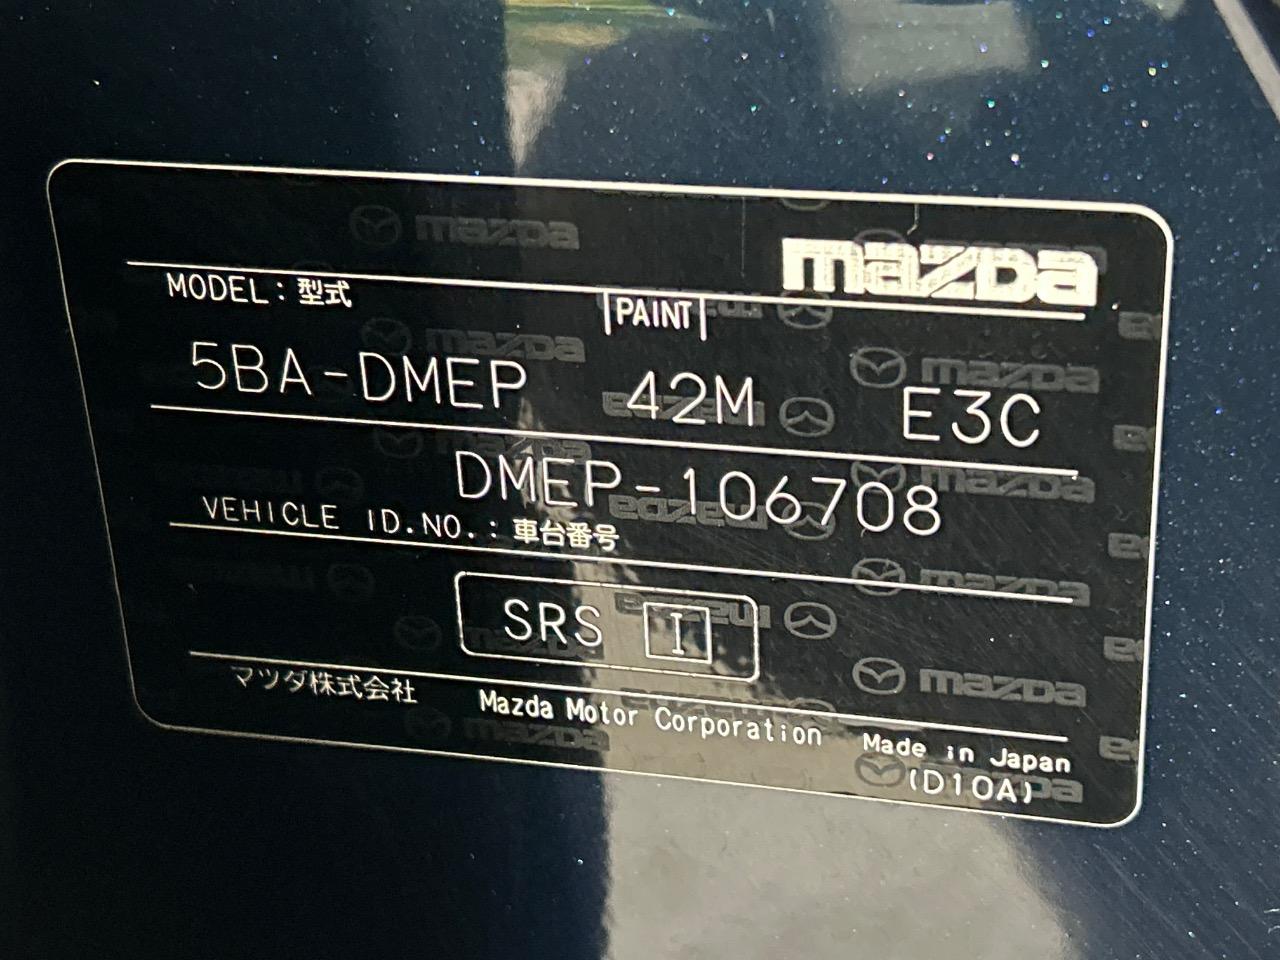 mazda
MODEL：型式
PAINT
5BA-DMEP 42M E3C
DMEP-106708
VEHICLE ID.NO.：車台番号
SRS I
マツダ株式会社 Mazda Motor Corporation Made in Japan
(D10A)